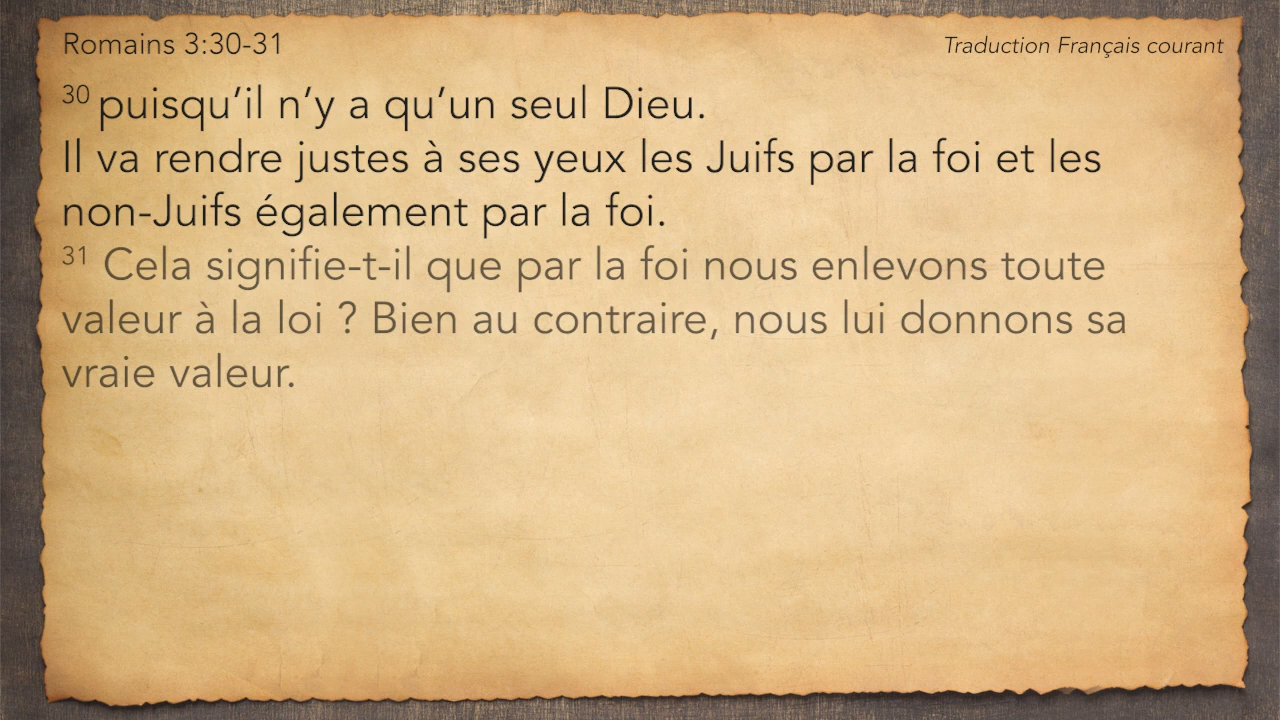 Romains 3:30-31
Traduction Français courant
30 puisqu’il n’y a qu’un seul Dieu.
Il va rendre justes à ses yeux les Juifs par la foi et les
non-Juifs également par la foi.
31 Cela signifie-t-il que par la foi nous enlevons toute
valeur à la loi ? Bien au contraire, nous lui donnons sa
vraie valeur.